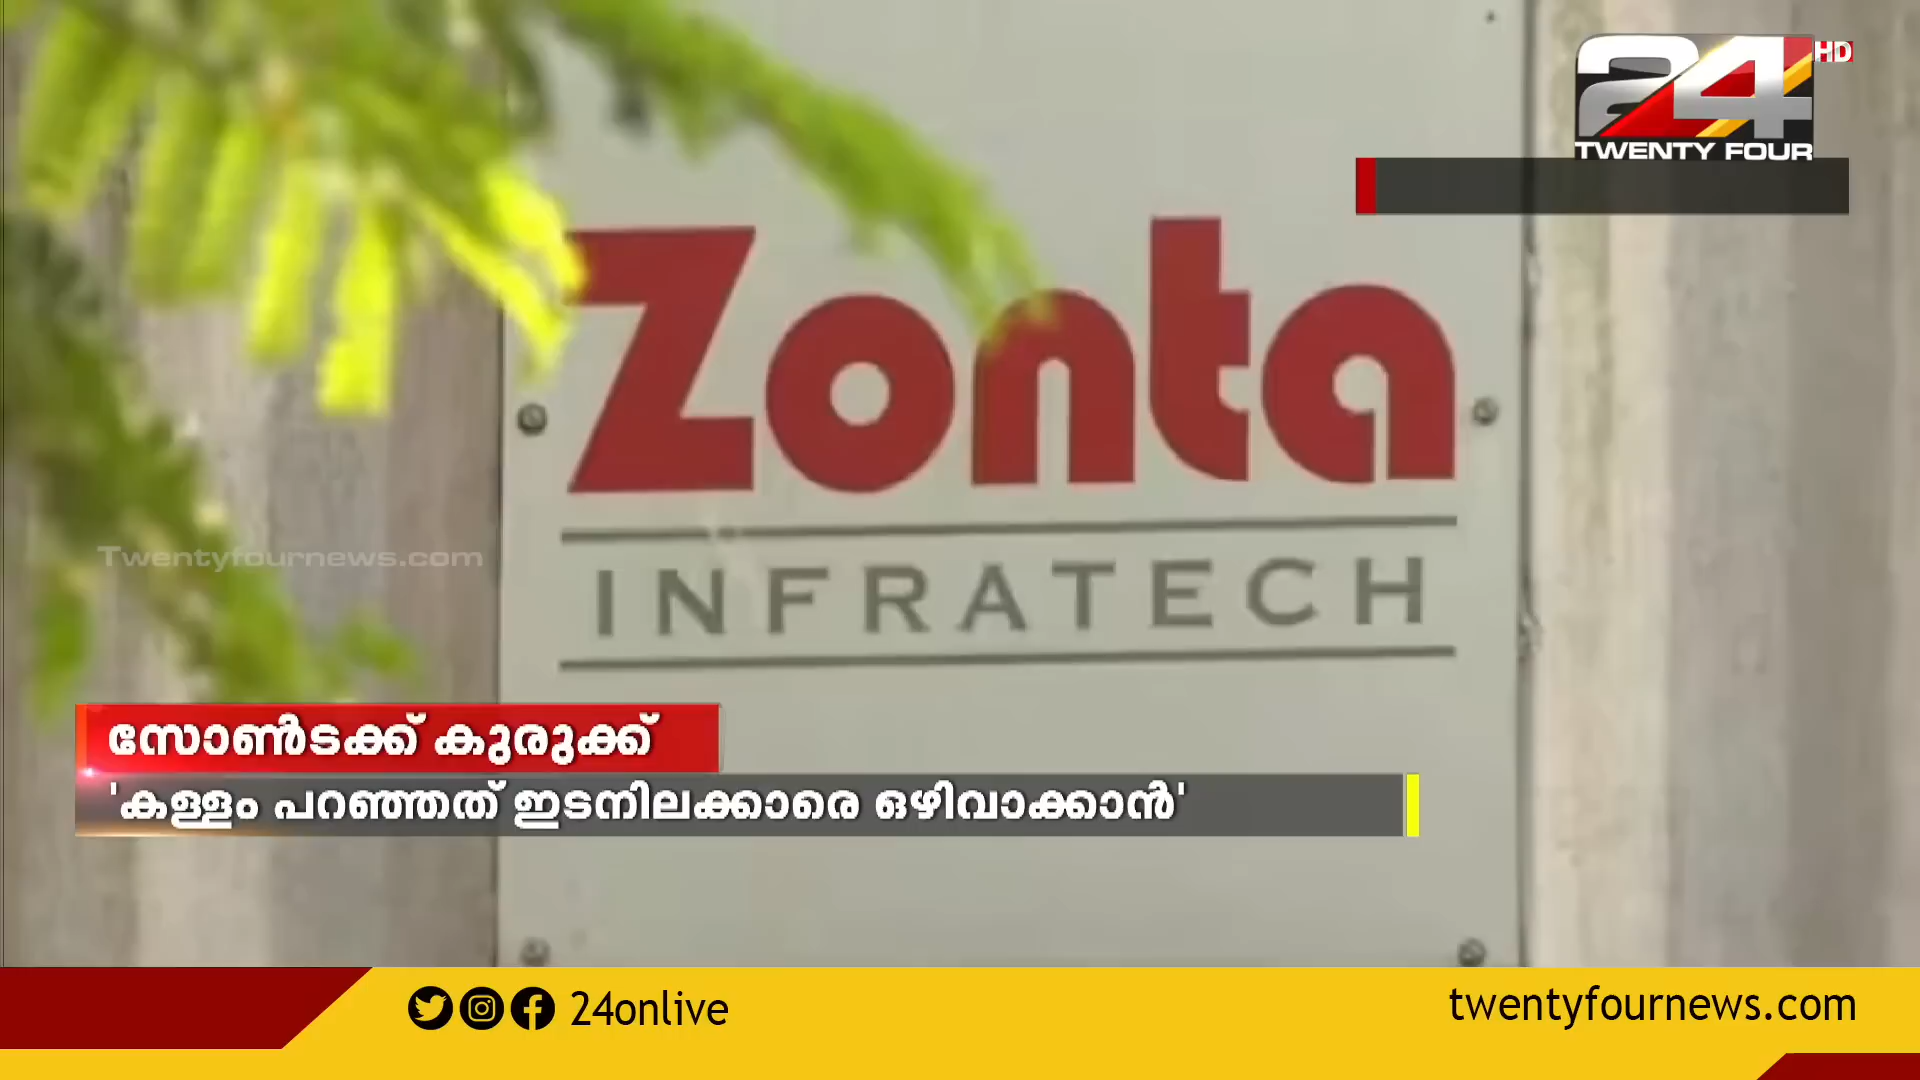 24 HD
TWENTY FOUR
Zonta
INFRATECH
Twentyfournews.com
സോൺടക്ക് കുരുക്ക്
'കള്ളം പറഞ്ഞത് ഇടനിലക്കാരെ ഒഴിവാക്കാൻ'
24onlive
twentyfournews.com